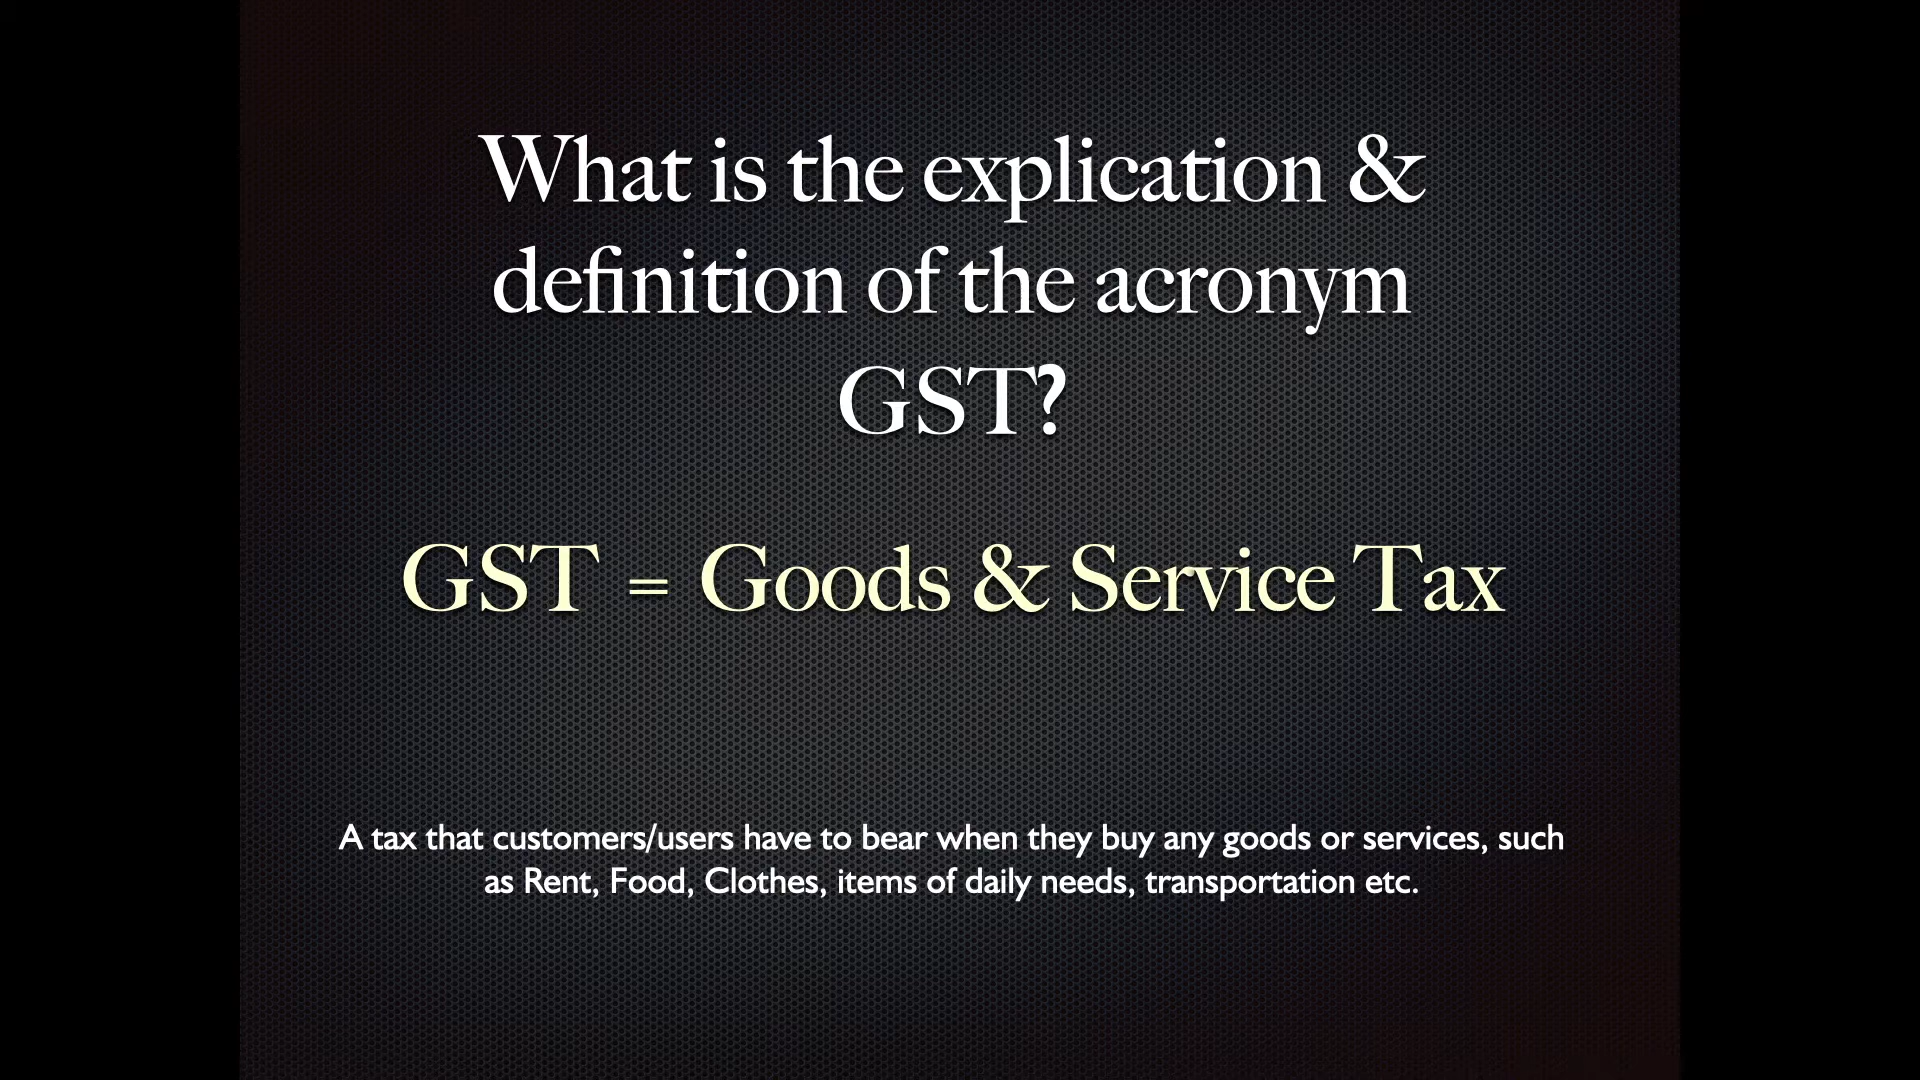 What is the explication &
definition of the acronym
GST?
GST = Goods & Service Tax
A tax that customers/users have to bear when they buy any goods or services, such
as Rent, Food, Clothes, items of daily needs, transportation etc.